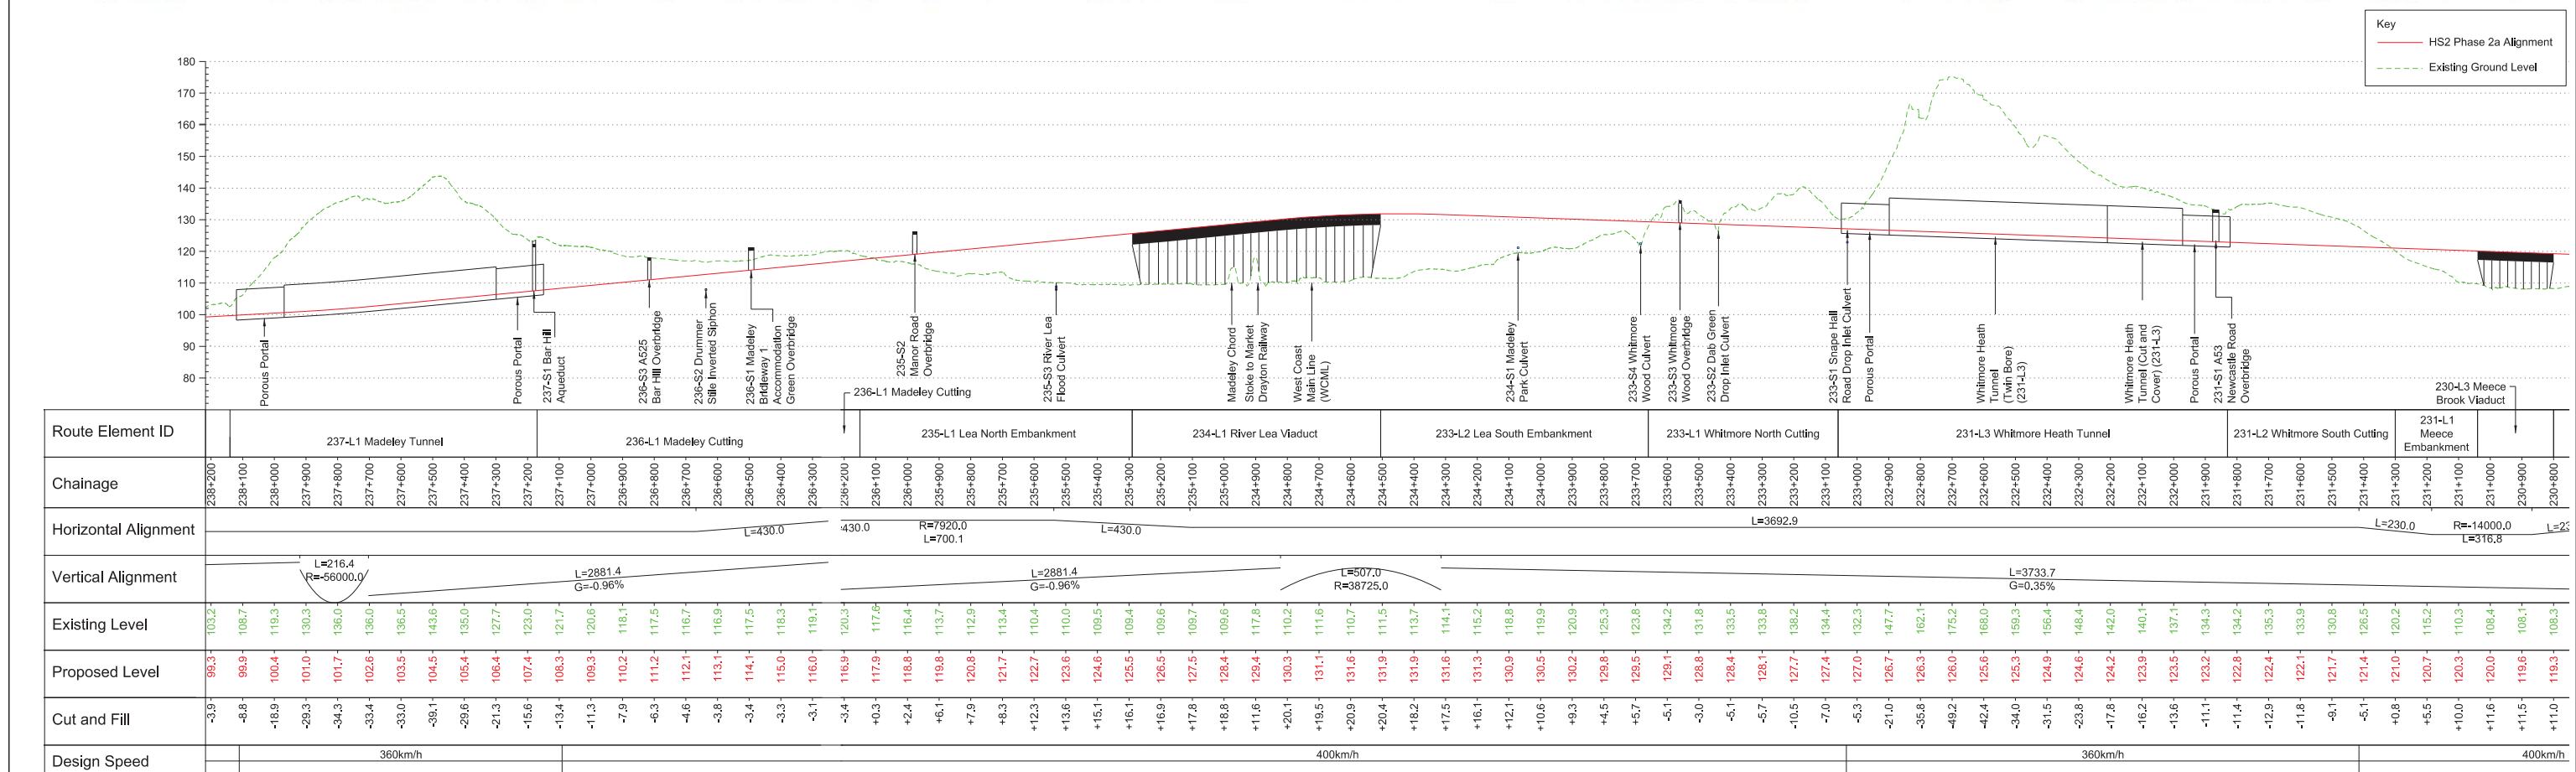 Key
HS2 Phase 2a Alignment
Existing Ground Level
180
170
160
150
140
130
120
110
100
90
80
Porous Portal
Porous Portal
237-S1 Bar Hill
Aqueduct
236-S3 A525
Bar Hill Overbridge
236-S2 Drummer
Stile Inverted Siphon
236-S1 Madeley
Bridleway 1
Accommodation
Green Overbridge
236-L1 Madeley Cutting
235-S2
Manor Road
Overbridge
235-S3 River Lea
Flood Culvert
Madeley Chord
Stoke to Market
Drayton Railway
West Coast
Main Line
(WCML)
234-S1 Madeley
Park Culvert
233-S4 Whitmore
Wood Culvert
233-S3 Whitmore
Wood Overbridge
233-S2 Dab Green
Drop Inlet Culvert
233-S1 Snape Hall
Road Drop Inlet Culvert
Porous Portal
Whitmore Heath
Tunnel
(Twin Bore)
(231-L3)
Whitmore Heath
Tunnel (Cut and
Cover) (231-L3)
Porous Portal
231-S1 A53
Newcastle Road
Overbridge
230-L3 Meece
Brook Viaduct
Route Element ID
237-L1 Madeley Tunnel
236-L1 Madeley Cutting
235-L1 Lea North Embankment
234-L1 River Lea Viaduct
233-L2 Lea South Embankment
233-L1 Whitmore North Cutting
231-L3 Whitmore Heath Tunnel
231-L2 Whitmore South Cutting
231-L1
Meece
Embankment
Chainage
238+200 238+100 238+000 237+900 237+800 237+700 237+600 237+500 237+400 237+300 237+200 237+100 237+000 236+900 236+800 236+700 236+600 236+500 236+400 236+300 236+200 236+100 236+000 235+900 235+800 235+700 235+600 235+500 235+400 235+300 235+200 235+100 235+000 234+900 234+800 234+700 234+600 234+500 234+400 234+300 234+200 234+100 234+000 233+900 233+800 233+700 233+600 233+500 233+400 233+300 233+200 233+100 233+000 232+900 232+800 232+700 232+600 232+500 232+400 232+300 232+200 232+100 232+000 231+900 231+800 231+700 231+600 231+500 231+400 231+300 231+200 231+100 231+000 230+900 230+800
Horizontal Alignment
L=430.0
430.0
R=7920.0
L=700.1
L=430.0
L=3692.9
L=230.0
R=-14000.0
L=316.8
L=23
Vertical Alignment
L=216.4
R=-56000.0
L=2881.4
G=-0.96%
L=2881.4
G=-0.96%
L=507.0
R=38725.0
L=3733.7
G=0.35%
Existing Level
103.2 108.7 119.3 130.3 136.0 136.0 136.5 143.6 135.0 127.7 123.0 121.7 120.6 118.1 117.5 116.7 116.9 117.5 118.3 119.1 120.3 117.6 116.4 113.7 112.9 113.4 110.4 110.0 109.5 109.4 109.6 109.7 109.6 117.8 110.2 111.6 110.7 111.5 113.7 114.1 115.2 118.8 119.9 120.9 125.3 123.8 134.2 131.8 133.5 133.8 138.2 134.4 132.3 147.7 162.1 175.2 168.0 159.3 156.4 148.4 142.0 140.1 137.1 134.3 134.2 135.3 133.9 130.8 126.5 120.2 115.2 110.3 108.4 108.1 108.3
Proposed Level
99.3 99.9 100.4 101.0 101.7 102.6 103.5 104.5 105.4 106.4 107.4 108.3 109.3 110.2 111.2 112.1 113.1 114.1 115.0 116.0 116.9 117.9 118.8 119.8 120.8 121.7 122.7 123.6 124.6 125.5 126.5 127.5 128.4 129.4 130.3 131.1 131.6 131.9 131.9 131.6 131.3 130.9 130.5 130.2 129.8 129.5 129.1 128.8 128.4 128.1 127.7 127.4 127.0 126.7 126.3 126.0 125.6 125.3 124.9 124.6 124.2 123.9 123.5 123.2 122.8 122.4 122.1 121.7 121.4 121.0 120.7 120.3 120.0 119.6 119.3
Cut and Fill
-3.9 -8.8 -18.9 -29.3 -34.3 -33.4 -33.0 -39.1 -29.6 -21.3 -15.6 -13.4 -11.3 -7.9 -6.3 -4.6 -3.8 -3.4 -3.3 -3.1 -3.4 +0.3 +2.4 +6.1 +7.9 +8.3 +12.3 +13.6 +15.1 +16.1 +16.9 +17.8 +18.8 +11.6 +20.1 +19.5 +20.9 +20.4 +18.2 +17.5 +16.1 +12.1 +10.6 +9.3 +4.5 +5.7 -5.1 -3.0 -5.1 -5.7 -10.5 -7.0 -5.3 -21.0 -35.8 -49.2 -42.4 -34.0 -31.5 -23.8 -17.8 -16.2 -13.6 -11.1 -11.4 -12.9 -11.8 -9.1 -5.1 +0.8 +5.5 +10.0 +11.6 +11.5 +11.0
Design Speed
360km/h
400km/h
360km/h
400km/h